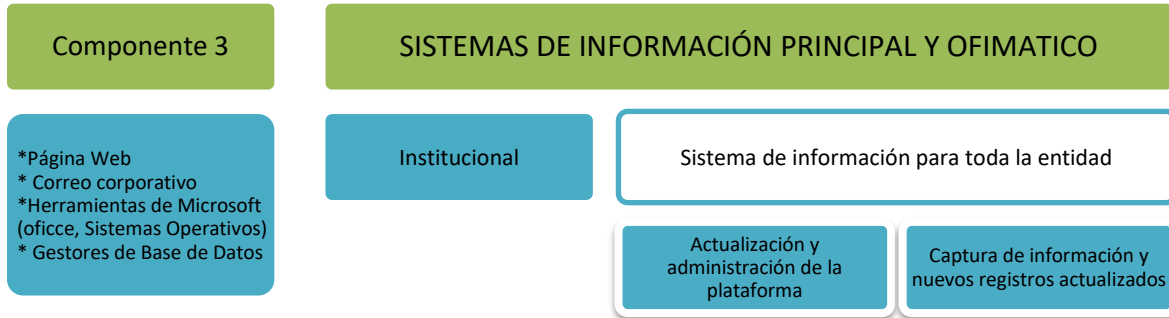 Componente 3
SISTEMAS DE INFORMACIÓN PRINCIPAL Y OFIMATICO
*Página Web
* Correo corporativo
*Herramientas de Microsoft
(oficce, Sistemas Operativos)
* Gestores de Base de Datos
Institucional
Sistema de información para toda la entidad
Actualización y
administración de la
plataforma
Captura de información y
nuevos registros actualizados